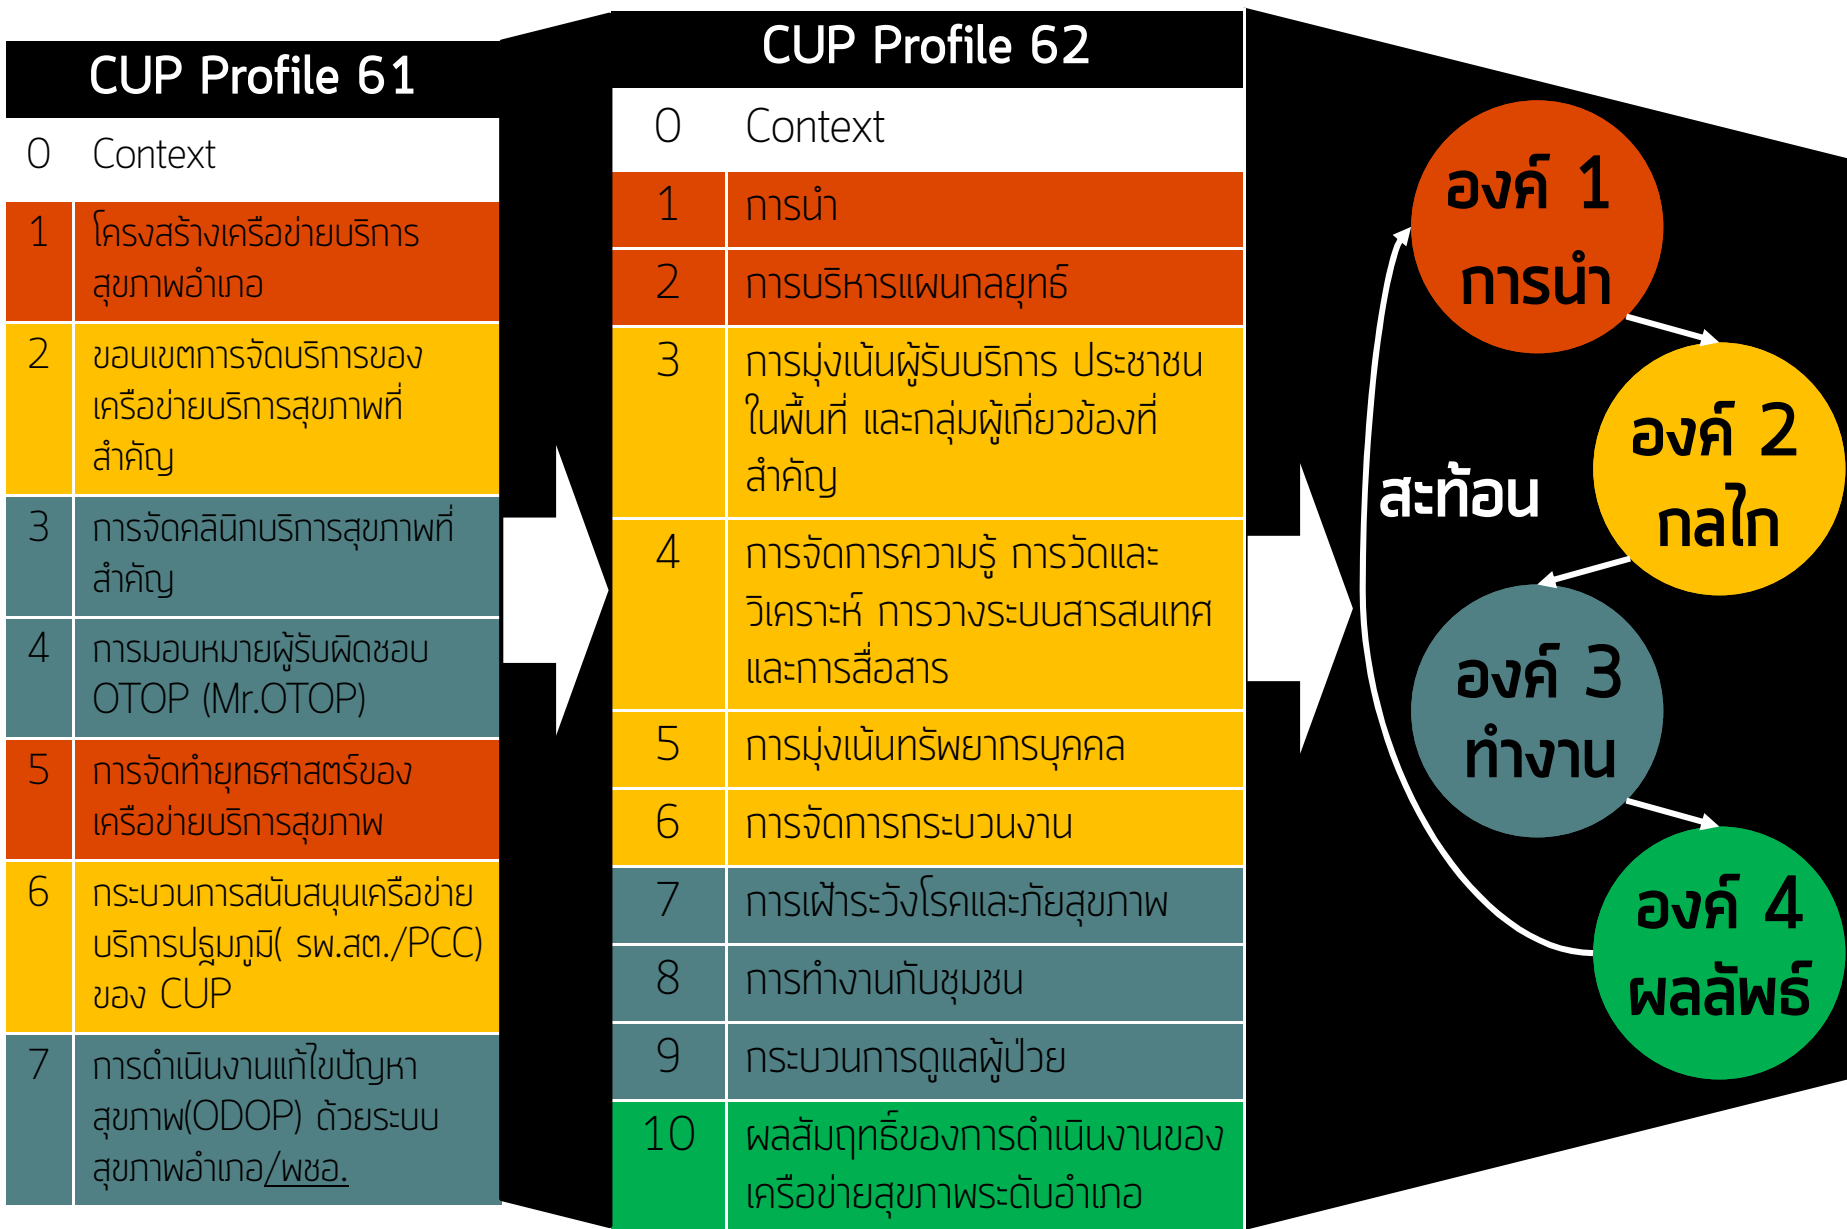 CUP Profile 61
0 Context
1 โครงสร้างเครือข่ายบริการ
สุขภาพอำเภอ
2 ขอบเขตการจัดบริการของ
เครือข่ายบริการสุขภาพที่
สำคัญ
3 การจัดคลินิกบริการสุขภาพที่
สำคัญ
4 การมอบหมายผู้รับผิดชอบ
OTOP (Mr.OTOP)
5 การจัดทำยุทธศาสตร์ของ
เครือข่ายบริการสุขภาพ
6 กระบวนการสนับสนุนเครือข่าย
บริการปฐมภูมิ( รพ.สต./PCC)
ของ CUP
7 การดำเนินงานแก้ไขปัญหา
สุขภาพ(ODOP) ด้วยระบบ
สุขภาพอำเภอ/พชอ.
CUP Profile 62
0 Context
1 การนำ
2 การบริหารแผนกลยุทธ์
3 การมุ่งเน้นผู้รับบริการ ประชาชน
ในพื้นที่ และกลุ่มผู้เกี่ยวข้องที่
สำคัญ
4 การจัดการความรู้ การวัดและ
วิเคราะห์ การวางระบบสารสนเทศ
และการสื่อสาร
5 การมุ่งเน้นทรัพยากรบุคคล
6 การจัดการกระบวนงาน
7 การเฝ้าระวังโรคและภัยสุขภาพ
8 การทำงานกับชุมชน
9 กระบวนการดูแลผู้ป่วย
10 ผลสัมฤทธิ์ของการดำเนินงานของ
เครือข่ายสุขภาพระดับอำเภอ
องค์ 1
การนำ
องค์ 2
กลไก
สะท้อน
องค์ 3
ทำงาน
องค์ 4
ผลลัพธ์